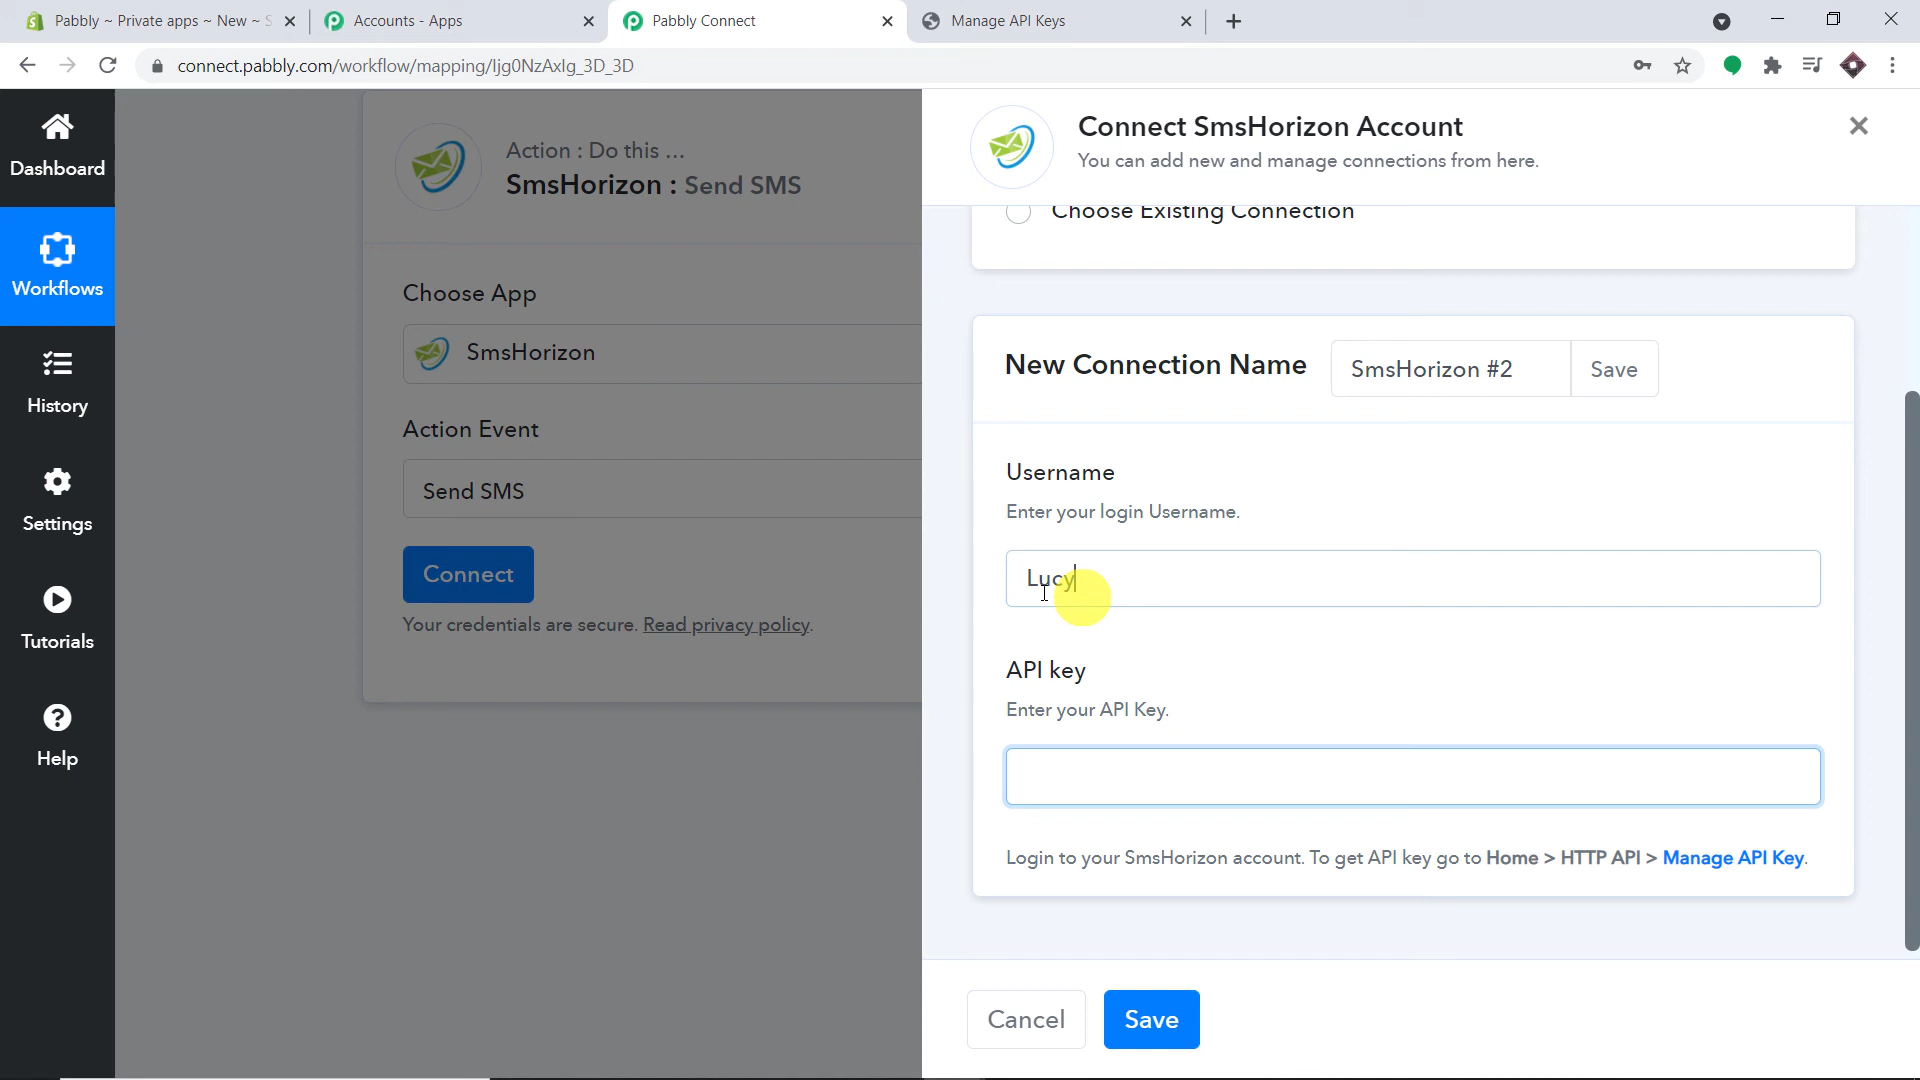 Pabbly ~ Private apps ~ New ~ S
Accounts - Apps
Pabbly Connect
Manage API Keys
connect.pabbly.com/workflow/mapping/Ijg0NzAxIg_3D_3D
Dashboard
Workflows
History
Settings
Tutorials
Help
Action : Do this ...
SmsHorizon : Send SMS
Choose App
SmsHorizon
Action Event
Send SMS
Connect
Your credentials are secure. Read privacy policy.
Connect SmsHorizon Account
You can add new and manage connections from here.
Choose Existing Connection
New Connection Name
SmsHorizon #2
Save
Username
Enter your login Username.
Lucy
API key
Enter your API Key.
Login to your SmsHorizon account. To get API key go to Home > HTTP API > Manage API Key.
Cancel
Save